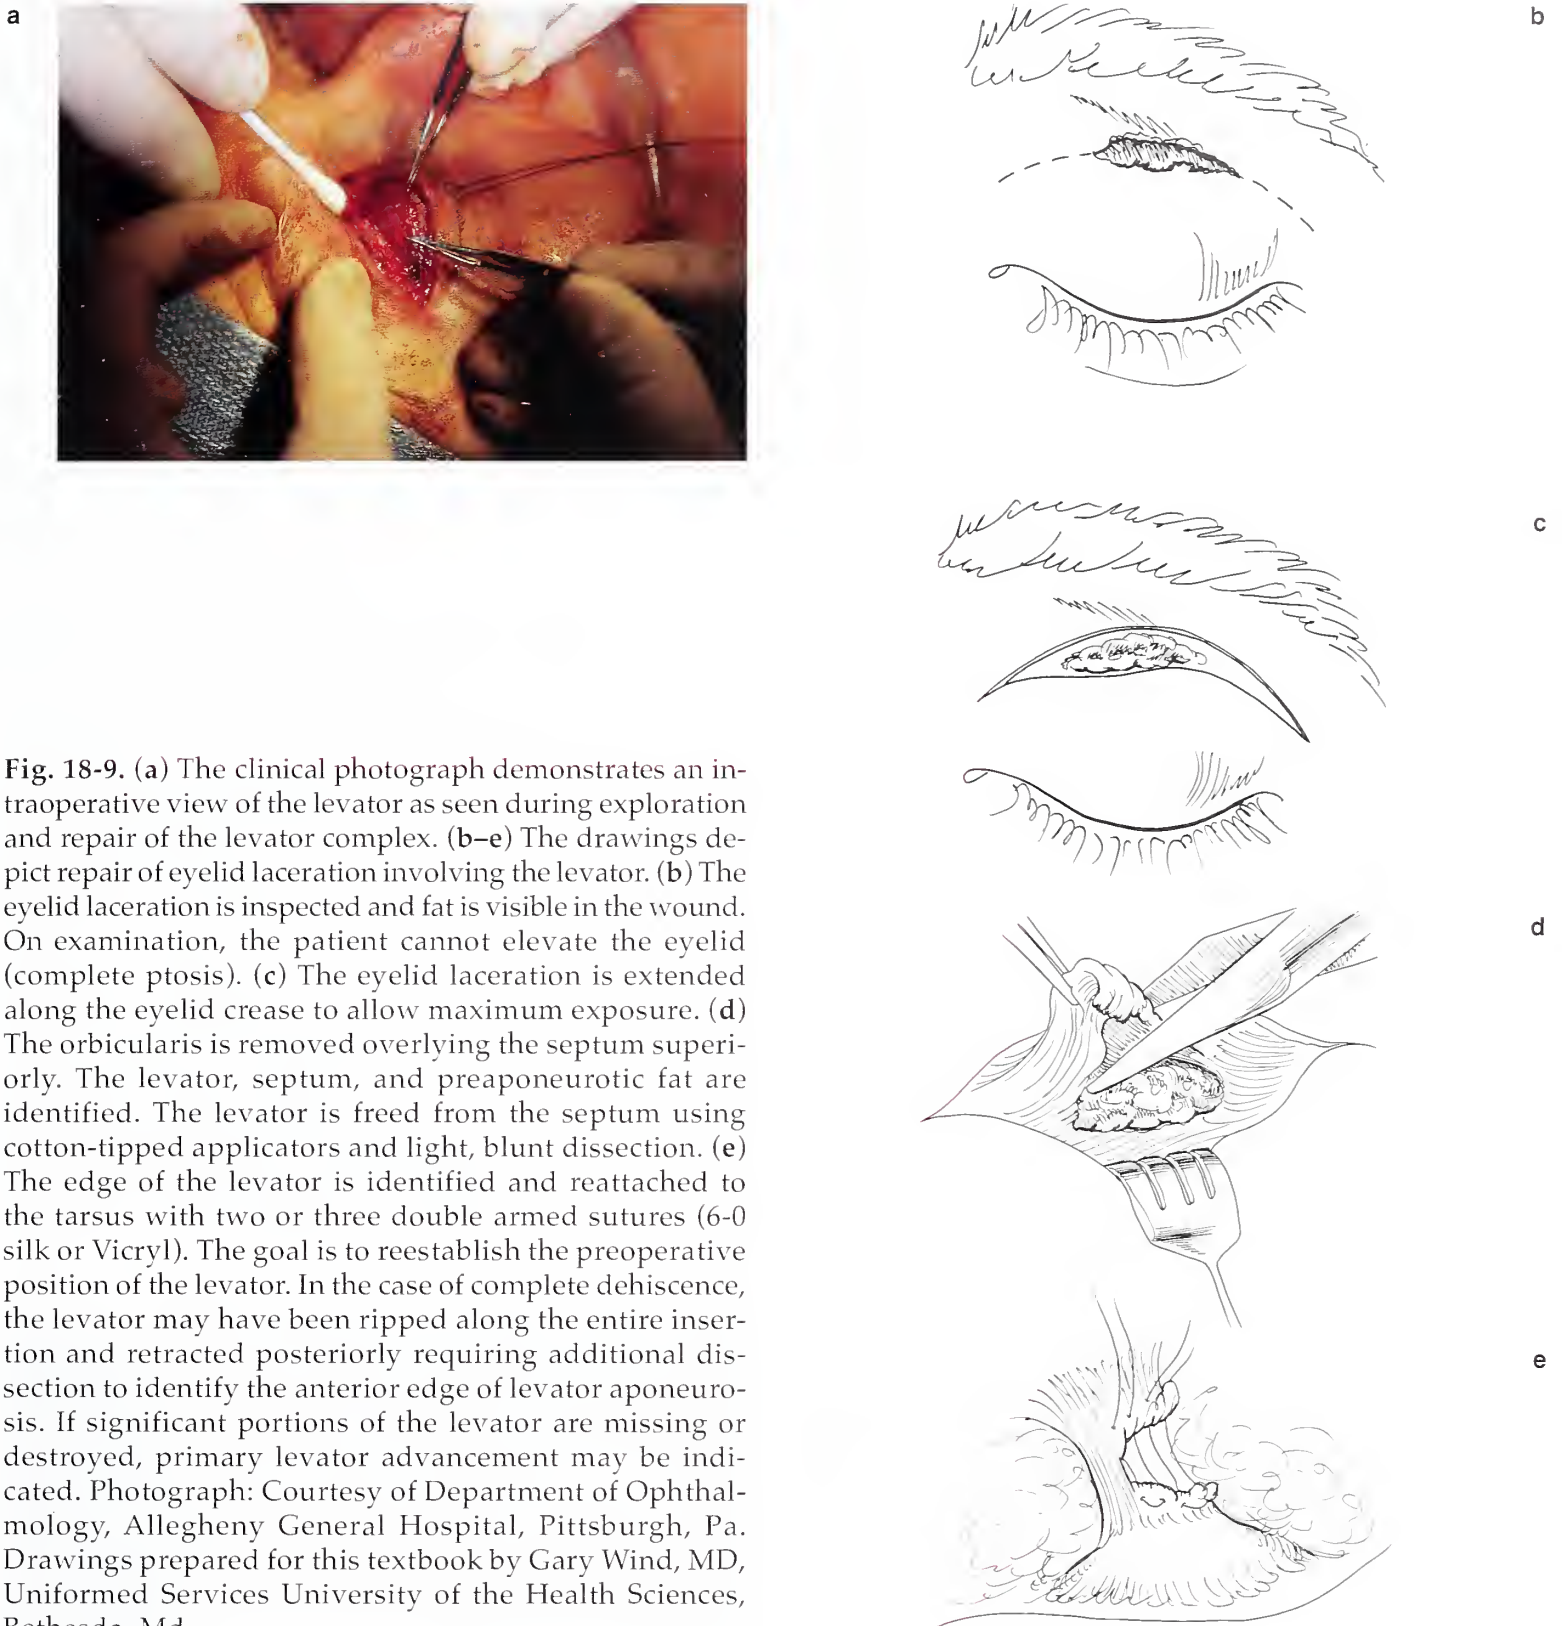 a
b
c
d
e
Fig. 18-9. (a) The clinical photograph demonstrates an in-
traoperative view of the levator as seen during exploration
and repair of the levator complex. (b–e) The drawings de-
pict repair of eyelid laceration involving the levator. (b) The
eyelid laceration is inspected and fat is visible in the wound.
On examination, the patient cannot elevate the eyelid
(complete ptosis). (c) The eyelid laceration is extended
along the eyelid crease to allow maximum exposure. (d)
The orbicularis is removed overlying the septum superi-
orly. The levator, septum, and preaponeurotic fat are
identified. The levator is freed from the septum using
cotton-tipped applicators and light, blunt dissection. (e)
The edge of the levator is identified and reattached to
the tarsus with two or three double armed sutures (6-0
silk or Vicryl). The goal is to reestablish the preoperative
position of the levator. In the case of complete dehiscence,
the levator may have been ripped along the entire inser-
tion and retracted posteriorly requiring additional dis-
section to identify the anterior edge of levator aponeuro-
sis. If significant portions of the levator are missing or
destroyed, primary levator advancement may be indi-
cated. Photograph: Courtesy of Department of Ophthal-
mology, Allegheny General Hospital, Pittsburgh, Pa.
Drawings prepared for this textbook by Gary Wind, MD,
Uniformed Services University of the Health Sciences,